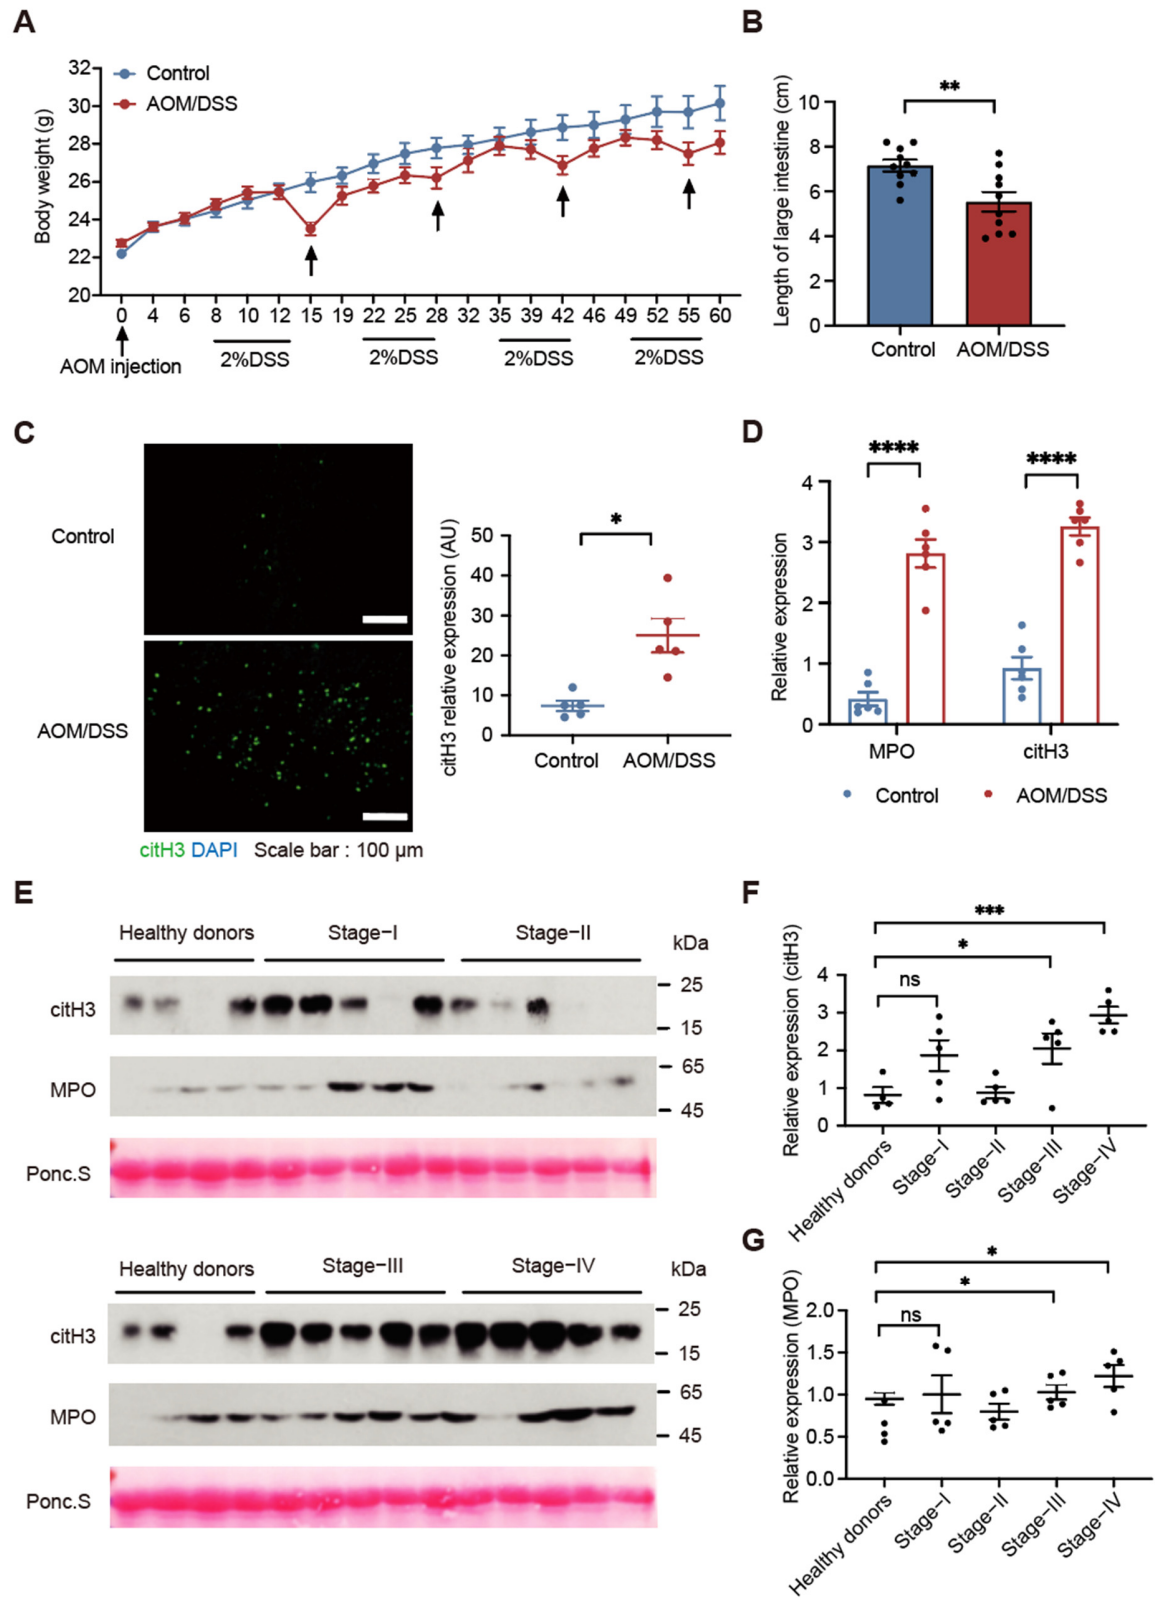 A
Control
AOM/DSS
Body weight (g)
32
30
28
26
24
22
20
0 4 6 8 10 12 15 19 22 25 28 32 35 39 42 46 49 52 55 60
AOM injection
2%DSS 2%DSS 2%DSS 2%DSS
B
**
Length of large intestine (cm)
10
8
6
4
2
0
Control AOM/DSS
C
Control
AOM/DSS
citH3 DAPI Scale bar : 100 μm
*
citH3 relative expression (AU)
50
40
30
20
10
0
Control AOM/DSS
D
**** ****
Relative expression
4
3
2
1
0
MPO citH3
Control AOM/DSS
E
Healthy donors Stage−I Stage−II kDa
citH3
25
15
MPO
65
45
Ponc.S
Healthy donors Stage−III Stage−IV kDa
citH3
25
15
MPO
65
45
Ponc.S
F
***
*
ns
Relative expression (citH3)
4
3
2
1
0
Healthy donors
Stage−I
Stage−II
Stage−III
Stage−IV
G
*
*
ns
Relative expression (MPO)
2.0
1.5
1.0
0.5
0.0
Healthy donors
Stage−I
Stage−II
Stage−III
Stage−IV